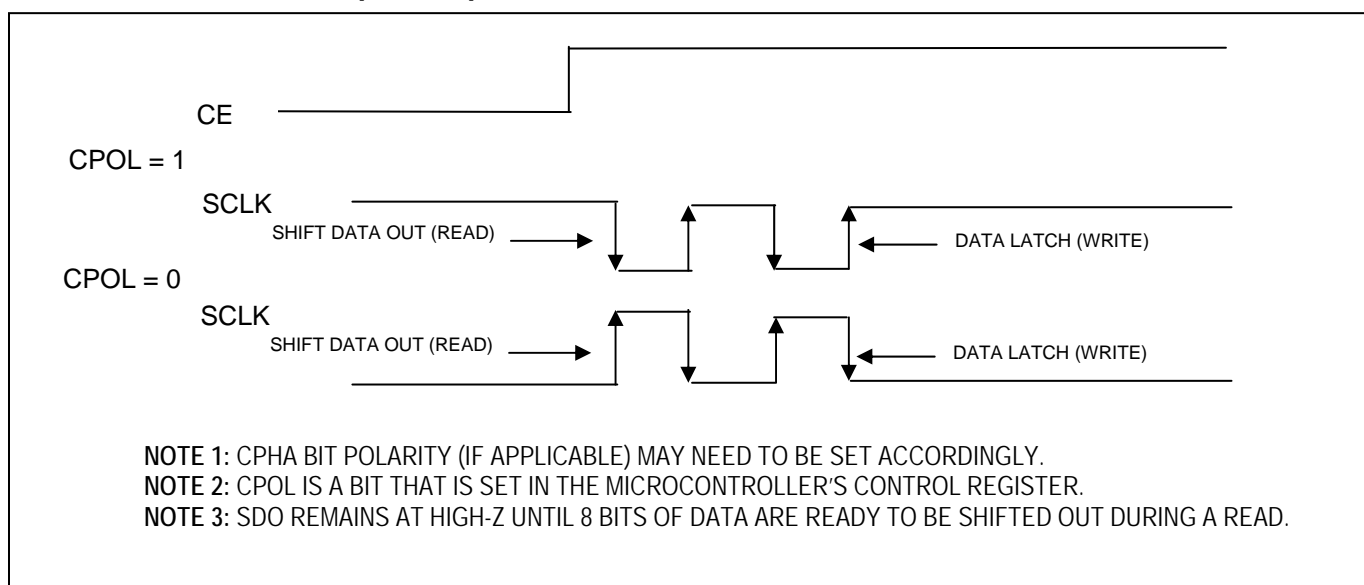 CE
CPOL = 1
SCLK
SHIFT DATA OUT (READ)
DATA LATCH (WRITE)
CPOL = 0
SCLK
SHIFT DATA OUT (READ)
DATA LATCH (WRITE)
NOTE 1: CPHA BIT POLARITY (IF APPLICABLE) MAY NEED TO BE SET ACCORDINGLY.
NOTE 2: CPOL IS A BIT THAT IS SET IN THE MICROCONTROLLER'S CONTROL REGISTER.
NOTE 3: SDO REMAINS AT HIGH-Z UNTIL 8 BITS OF DATA ARE READY TO BE SHIFTED OUT DURING A READ.